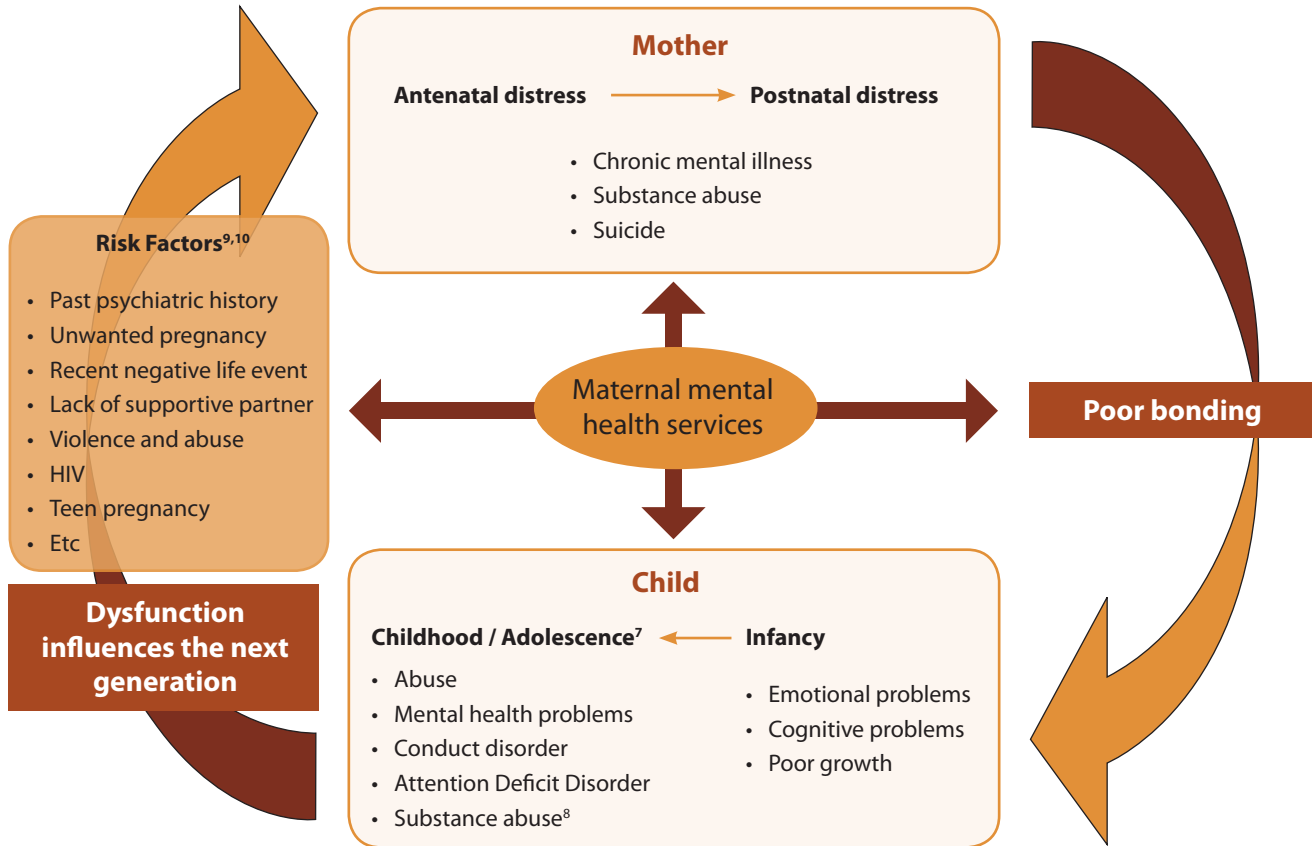 Mother
Antenatal distress
Postnatal distress
• Chronic mental illness
• Substance abuse
• Suicide
Risk Factors9,10
• Past psychiatric history
• Unwanted pregnancy
• Recent negative life event
• Lack of supportive partner
• Violence and abuse
• HIV
• Teen pregnancy
• Etc
Maternal mental
health services
Poor bonding
Dysfunction
influences the next
generation
Child
Childhood / Adolescence7
• Abuse
• Mental health problems
• Conduct disorder
• Attention Deficit Disorder
• Substance abuse8
Infancy
• Emotional problems
• Cognitive problems
• Poor growth